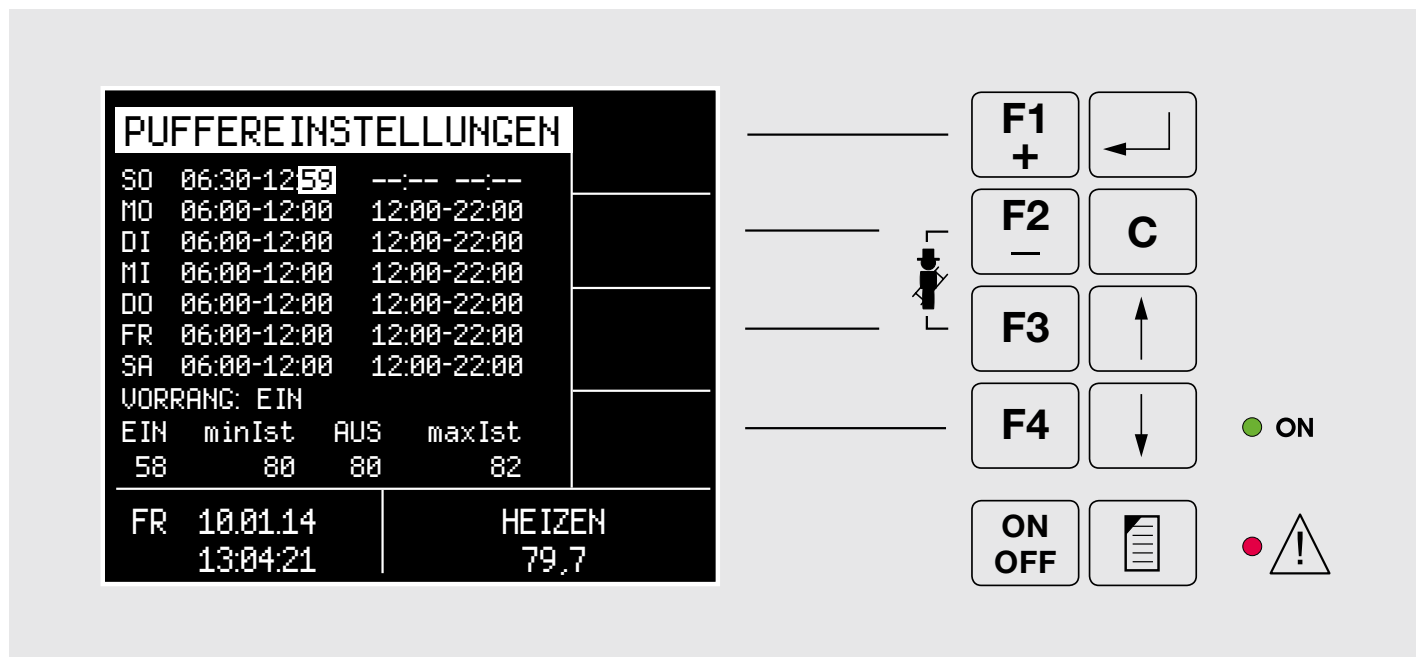 PUFFEREINSTELLUNGEN
SO 06:30-12:59 --:-- --:--
MO 06:00-12:00 12:00-22:00
DI 06:00-12:00 12:00-22:00
MI 06:00-12:00 12:00-22:00
DO 06:00-12:00 12:00-22:00
FR 06:00-12:00 12:00-22:00
SA 06:00-12:00 12:00-22:00
VORRANG: EIN
EIN minIst AUS maxIst
58 80 80 82
FR 10.01.14 HEIZEN
13:04:21 79,7
F1
+
F2
—
C
F3
F4
ON
ON
OFF
!